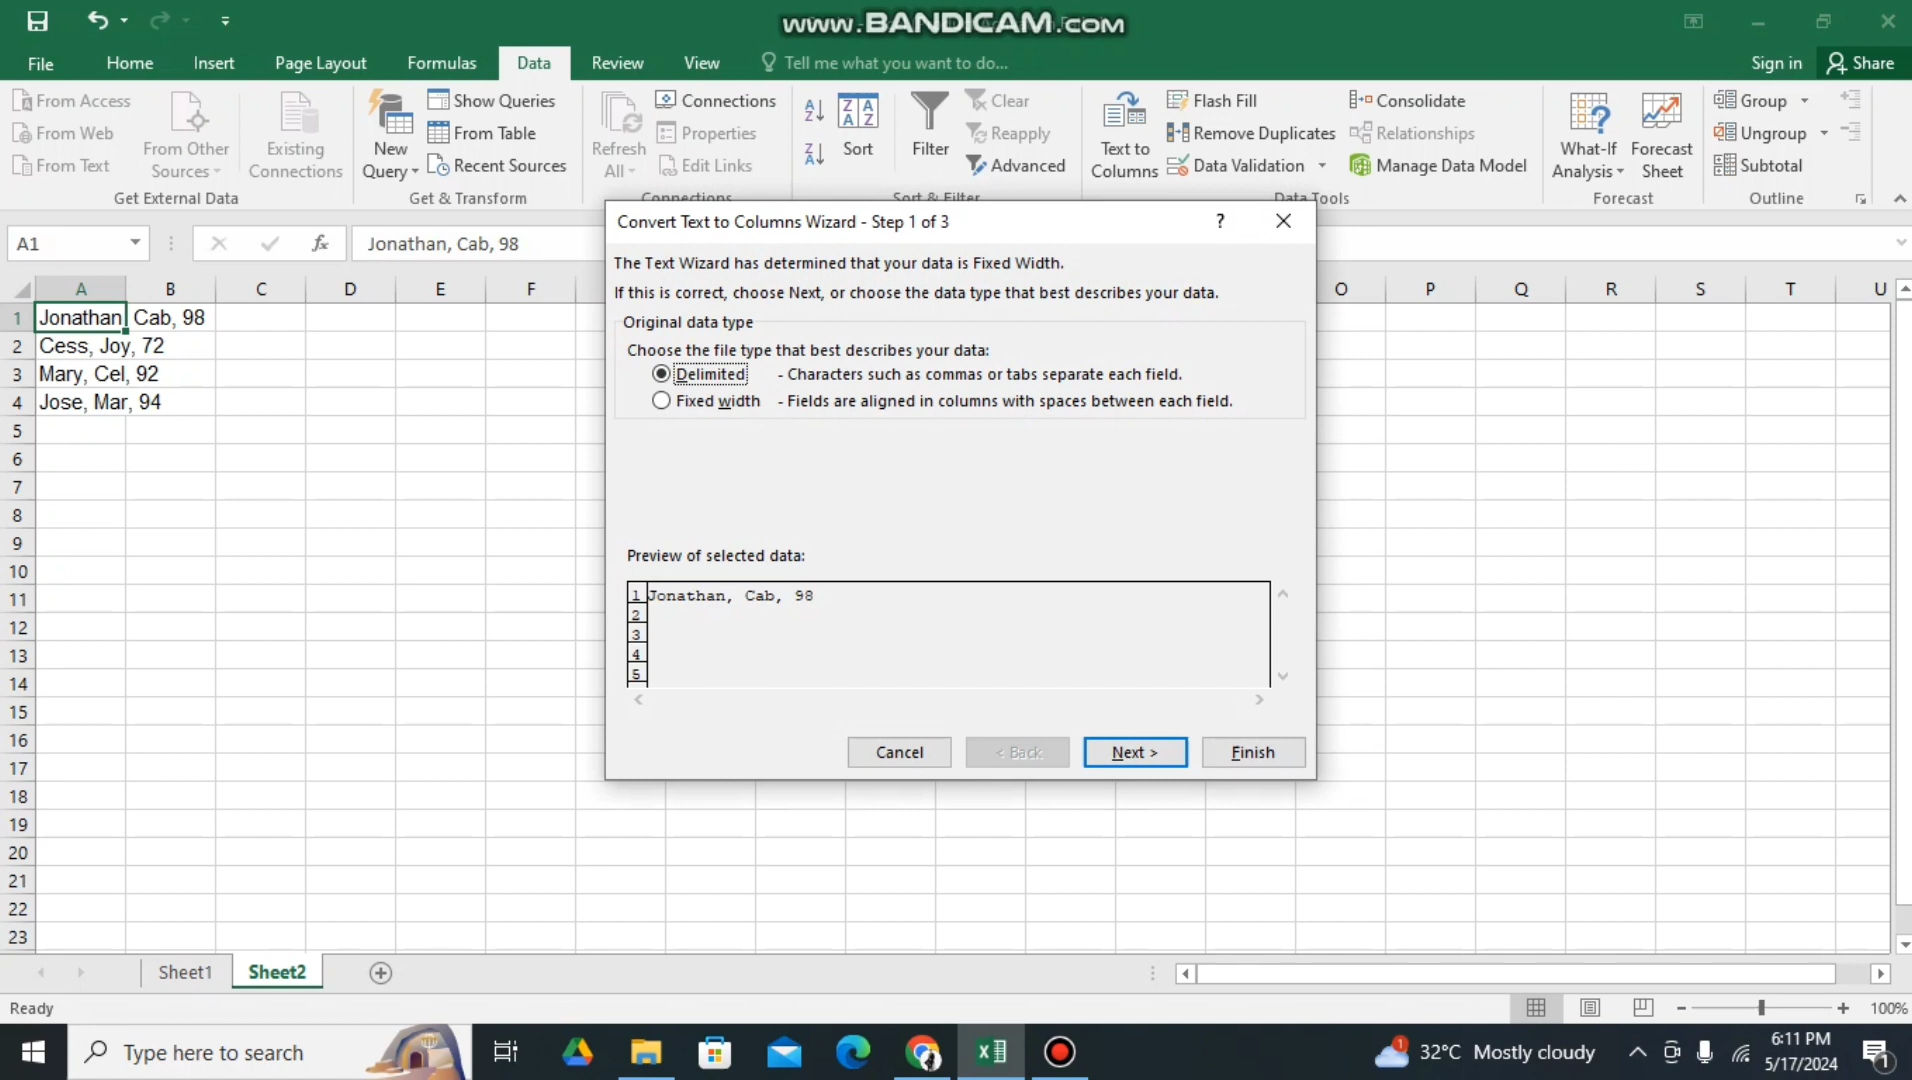 www.BANDICAM.com
File Home Insert Page Layout Formulas Data Review View Tell me what you want to do... Sign in Share
From Access
From Web
From Text
From Other Sources
Existing Connections
Get External Data
New Query
Show Queries
From Table
Recent Sources
Get & Transform
Refresh All
Connections
Properties
Edit Links
Connections
Sort
Filter
Clear
Reapply
Advanced
Sort & Filter
Text to Columns
Flash Fill
Remove Duplicates
Data Validation
Consolidate
Relationships
Manage Data Model
Data Tools
What-If Analysis
Forecast Sheet
Forecast
Group
Ungroup
Subtotal
Outline
A1 fx Jonathan, Cab, 98
A B C D E F O P Q R S T U
1 Jonathan Cab, 98
2 Cess, Joy, 72
3 Mary, Cel, 92
4 Jose, Mar, 94
5
6
7
8
9
10
11
12
13
14
15
16
17
18
19
20
21
22
23
Convert Text to Columns Wizard - Step 1 of 3 ?
The Text Wizard has determined that your data is Fixed Width.
If this is correct, choose Next, or choose the data type that best describes your data.
Original data type
Choose the file type that best describes your data:
Delimited - Characters such as commas or tabs separate each field.
Fixed width - Fields are aligned in columns with spaces between each field.
Preview of selected data:
1 Jonathan, Cab, 98
2
3
4
5
Cancel < Back Next > Finish
Sheet1 Sheet2
Ready 100%
Type here to search 1 32°C Mostly cloudy 6:11 PM
5/17/2024 1